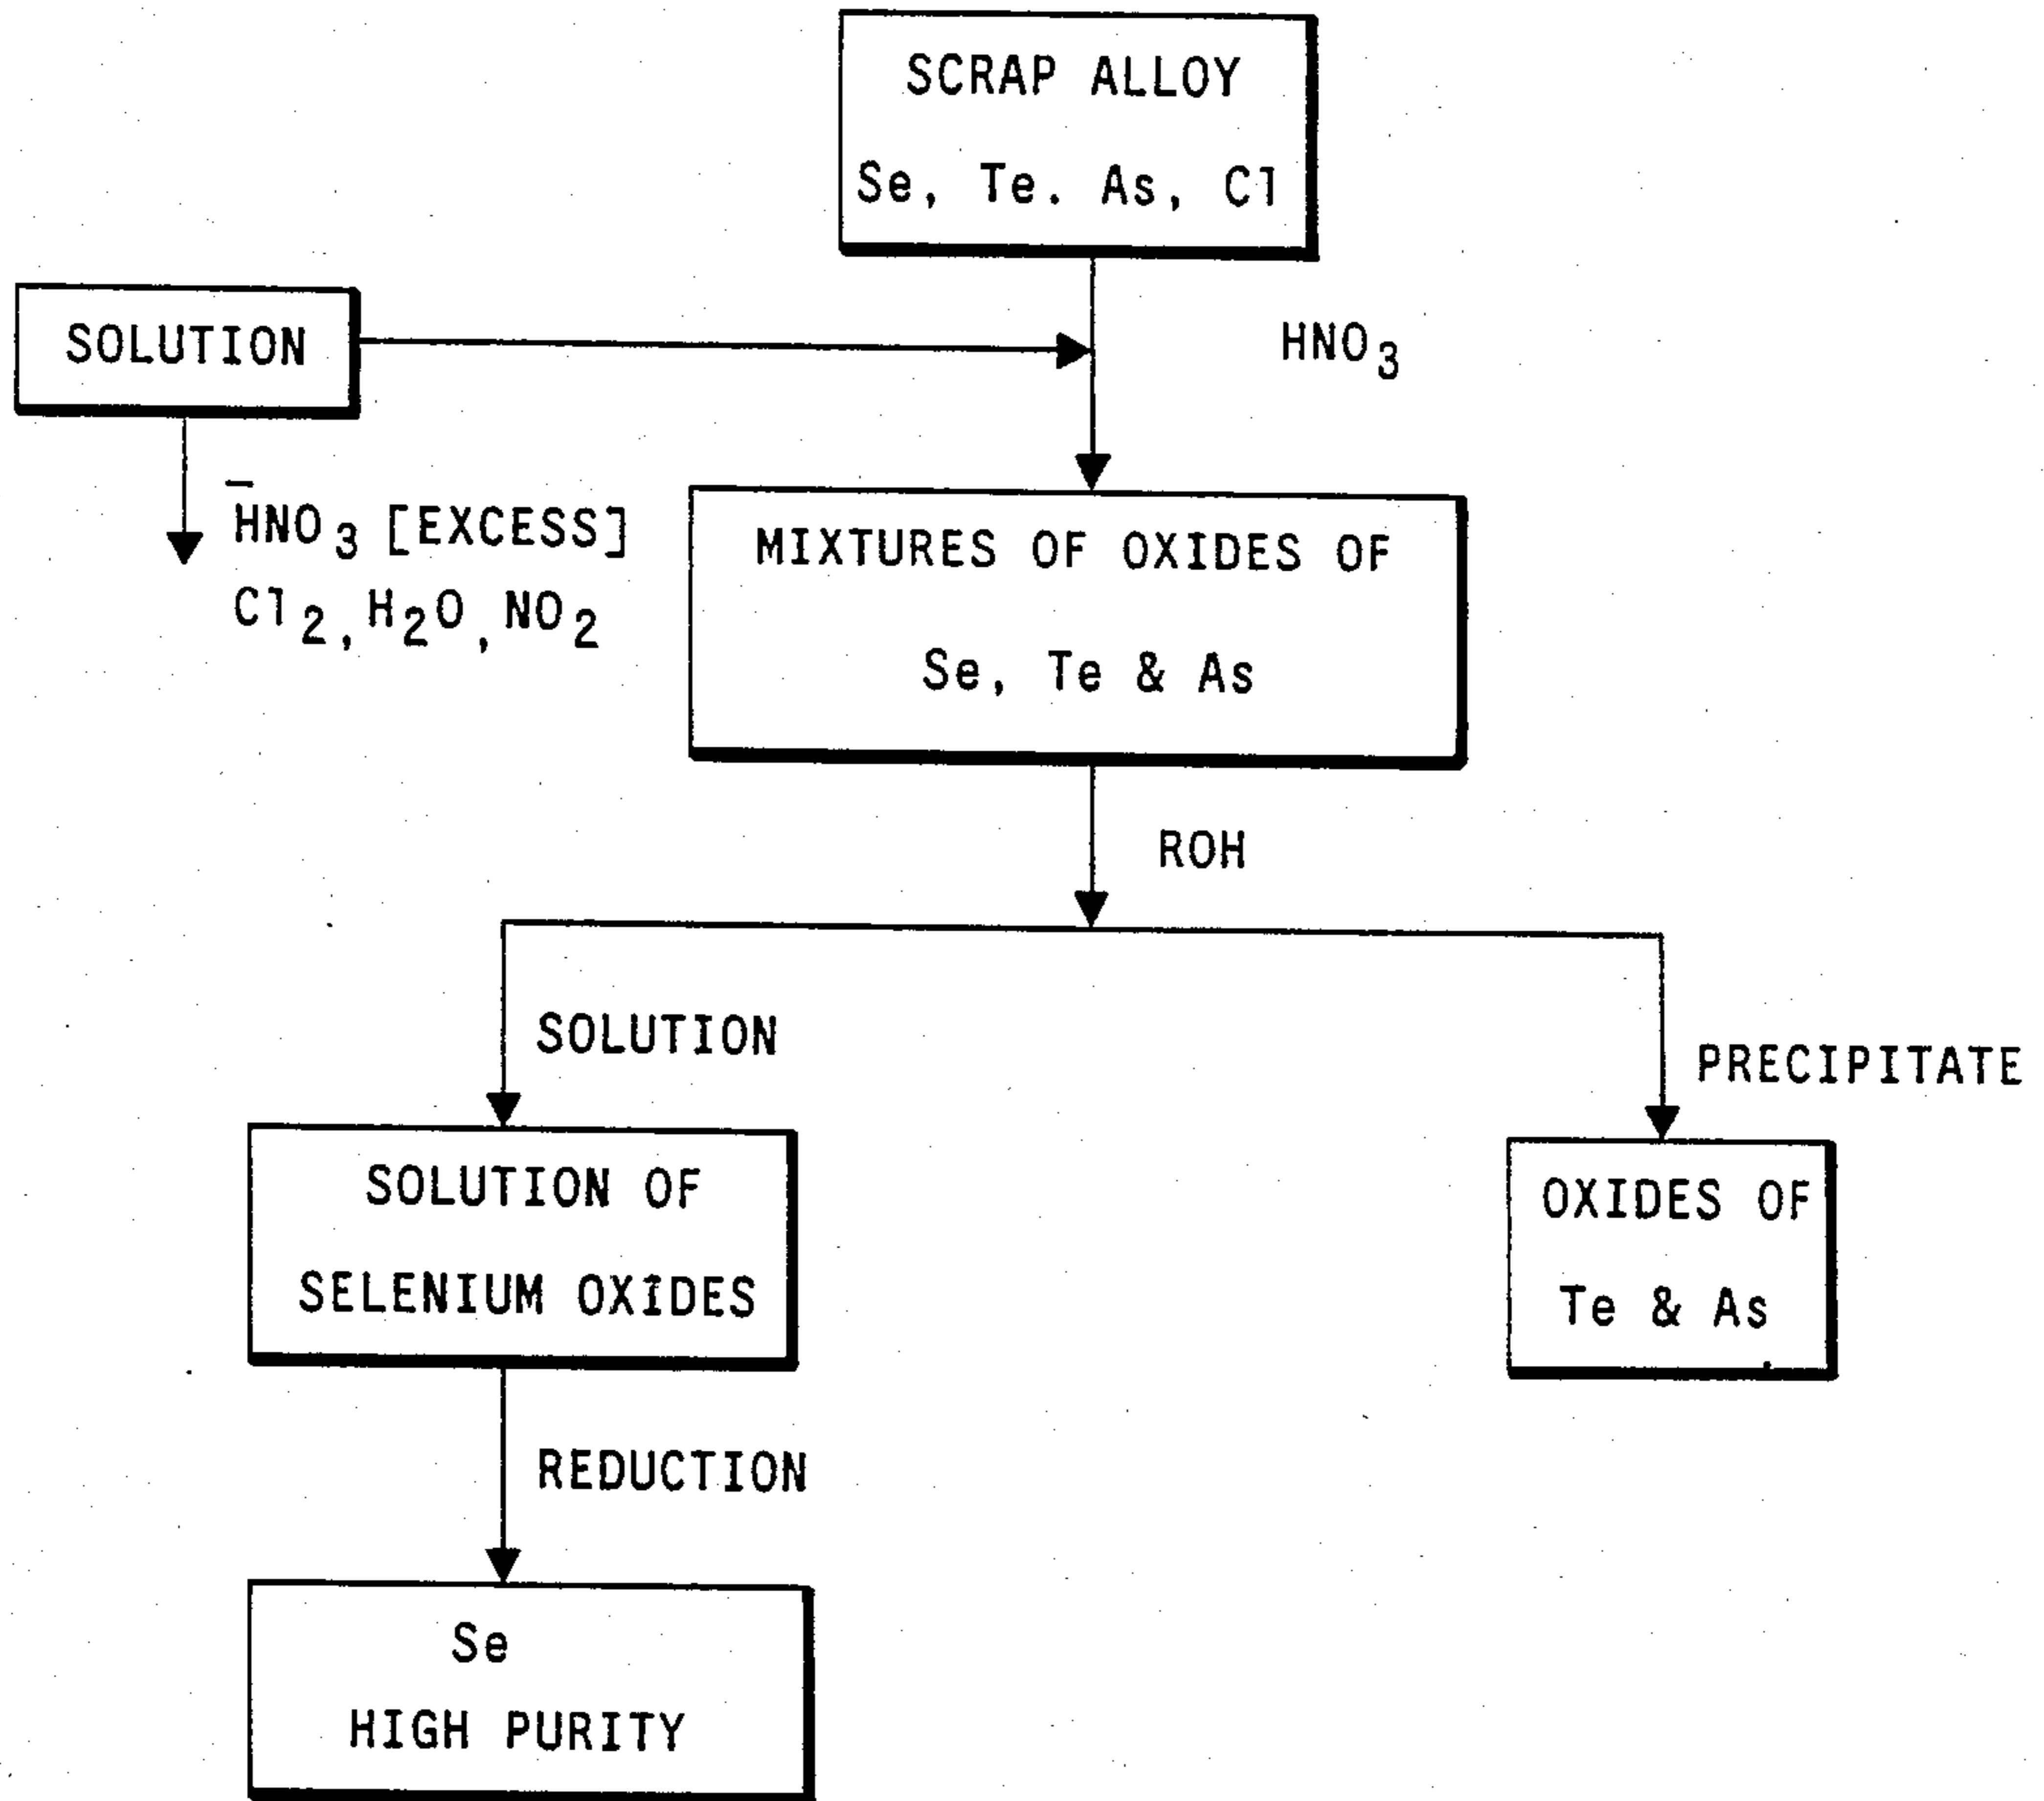 SCRAP ALLOY
Se, Te. As, Cl
SOLUTION
HNO3
HNO3 [EXCESS]
Cl2, H2O, NO2
MIXTURES OF OXIDES OF
Se, Te & As
ROH
SOLUTION
PRECIPITATE
SOLUTION OF
SELENIUM OXIDES
OXIDES OF
Te & As
REDUCTION
Se
HIGH PURITY